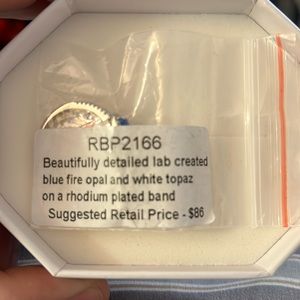 RBP2166
Beautifully detailed lab created
blue fire opal and white topaz
on a rhodium plated band
Suggested Retail Price - $86